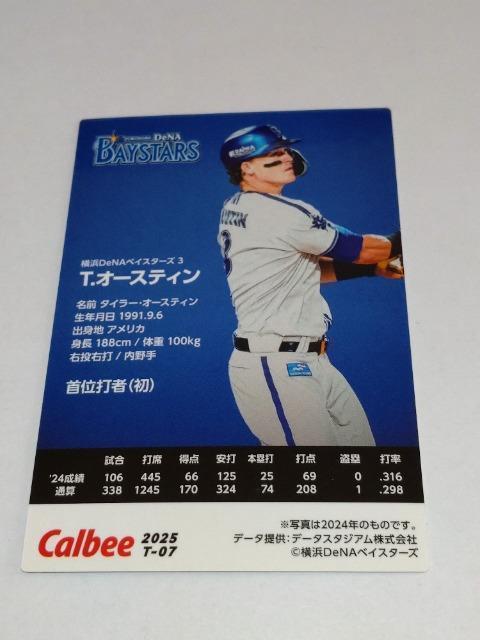 DeNA
BAYSTARS
横浜DeNAベイスターズ 3
T.オースティン
名前 タイラー・オースティン
生年月日 1991.9.6
出身地 アメリカ
身長 188cm / 体重 100kg
右投右打 / 内野手
首位打者(初)
3
試合 打席 得点 安打 本塁打 打点 盗塁 打率
'24成績 106 445 66 125 25 69 0 .316
通算 338 1245 170 324 74 208 1 .298
Calbee 2025
T-07
※写真は2024年のものです。
データ提供:データスタジアム株式会社
©横浜DeNAベイスターズ